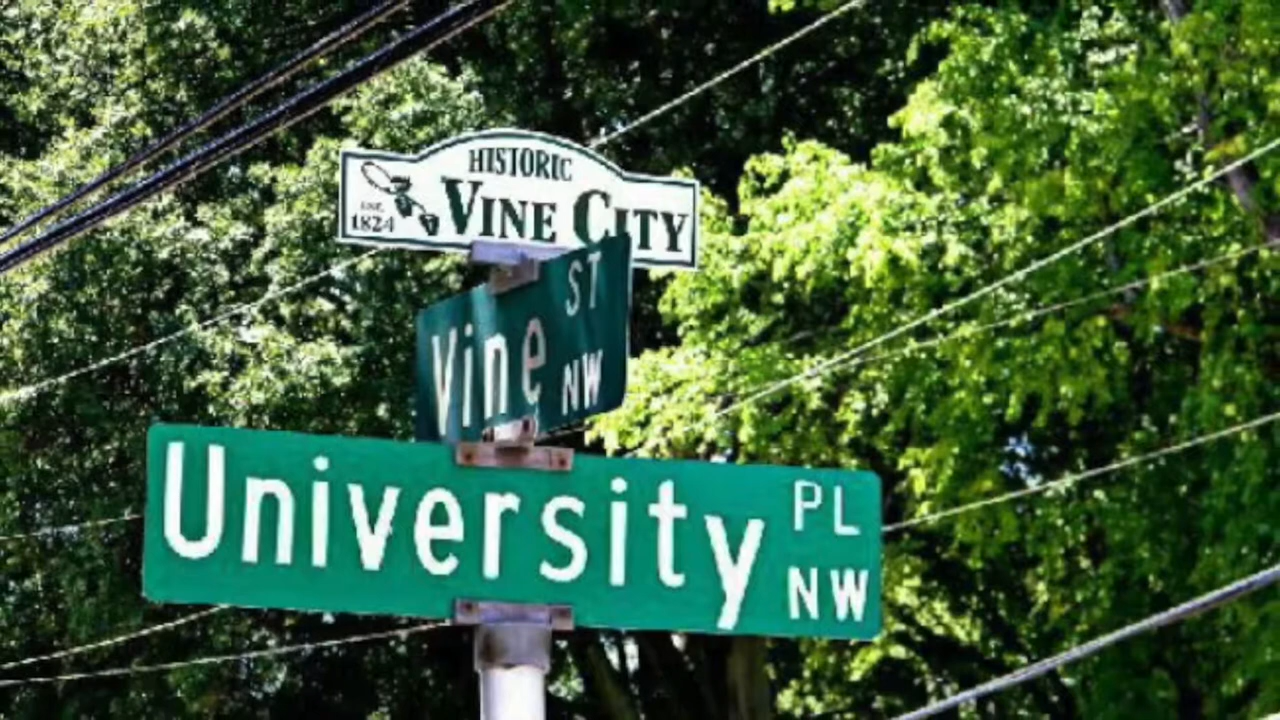 HISTORIC
EST.
1824
VINE CITY
Vine ST
NW
University PL
NW